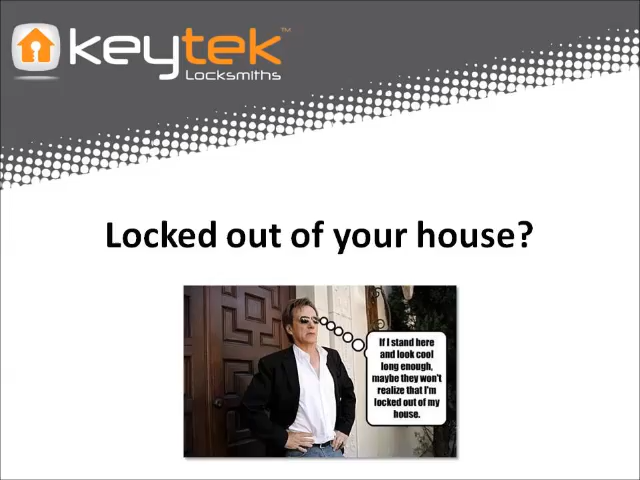 keytek™
Locksmiths
Locked out of your house?
If I stand here
and look cool
long enough,
maybe they won't
realize that I'm
locked out of my
house.